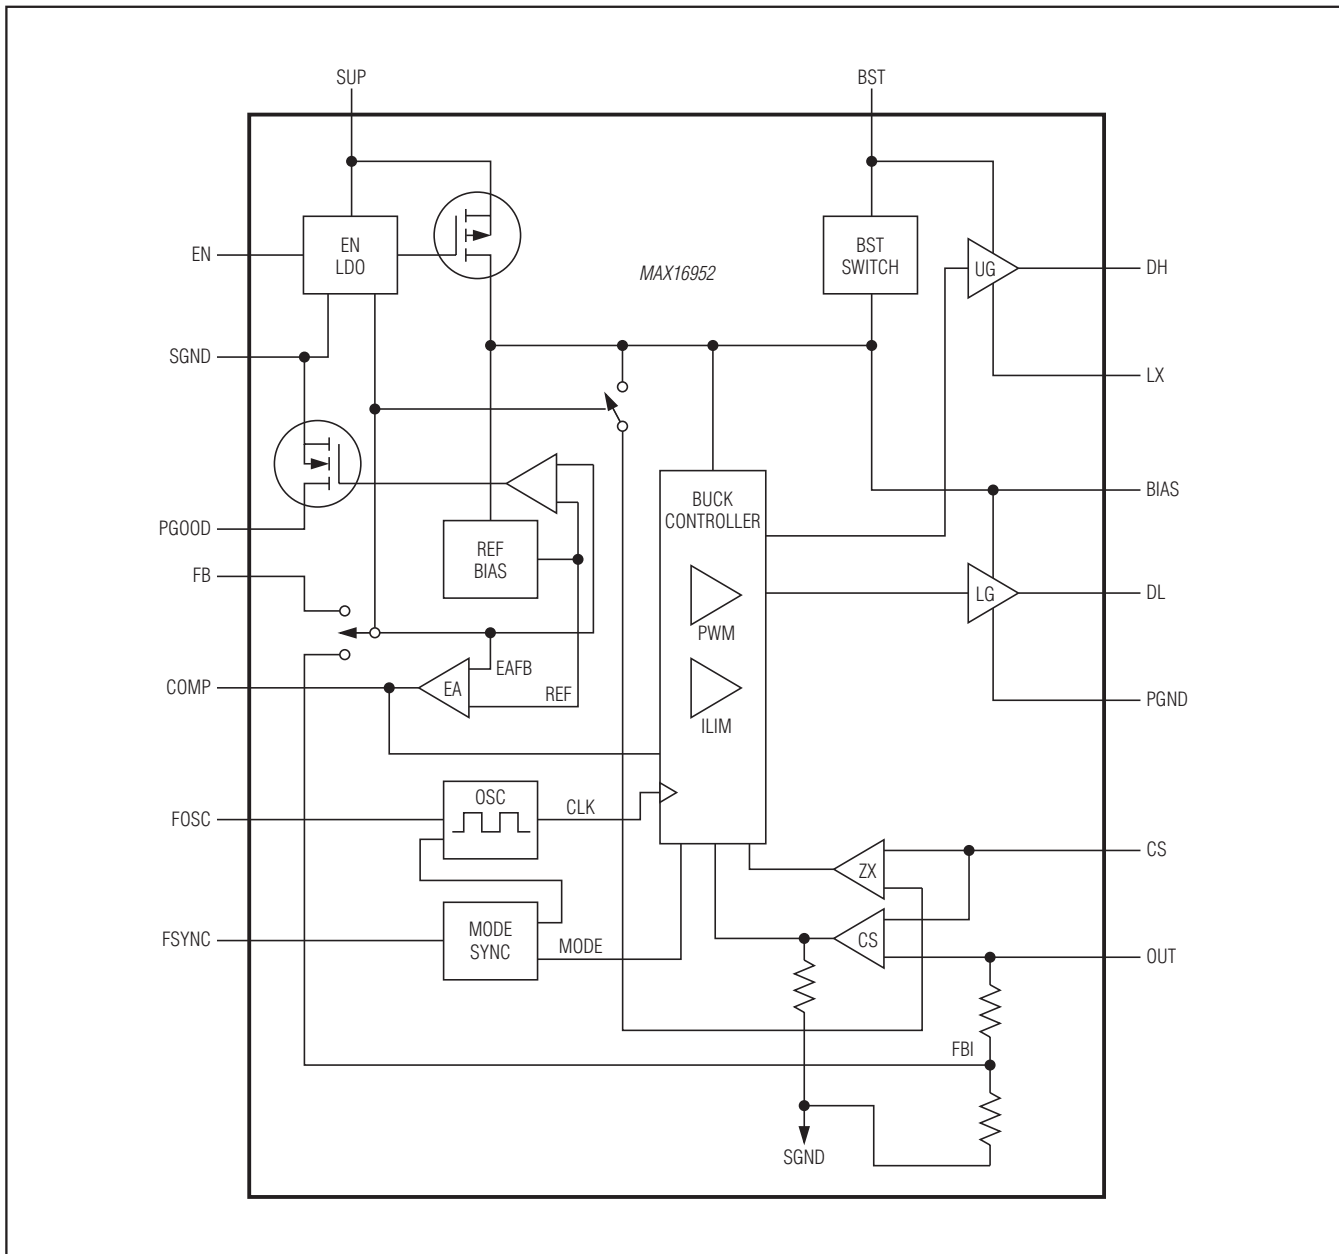 SUP
BST
EN
EN
LDO
MAX16952
BST
SWITCH
UG
DH
SGND
LX
BUCK
CONTROLLER
BIAS
PGOOD
REF
BIAS
FB
PWM
LG
DL
EAFB
COMP
EA
REF
ILIM
PGND
OSC
CLK
FOSC
ZX
CS
MODE
SYNC
FSYNC
MODE
CS
OUT
FBI
SGND